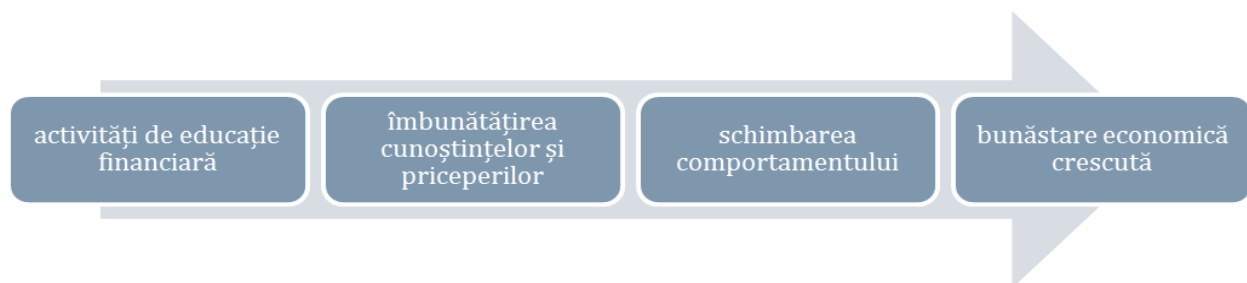 activități de educație
financiară
îmbunătățirea
cunoștințelor și
priceperilor
schimbarea
comportamentului
bunăstare economică
crescută